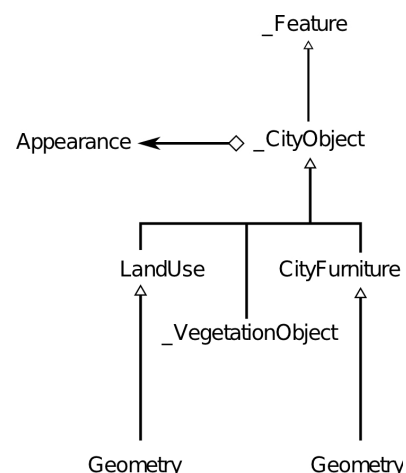 _Feature
Appearance
_CityObject
LandUse
CityFurniture
_VegetationObject
Geometry
Geometry